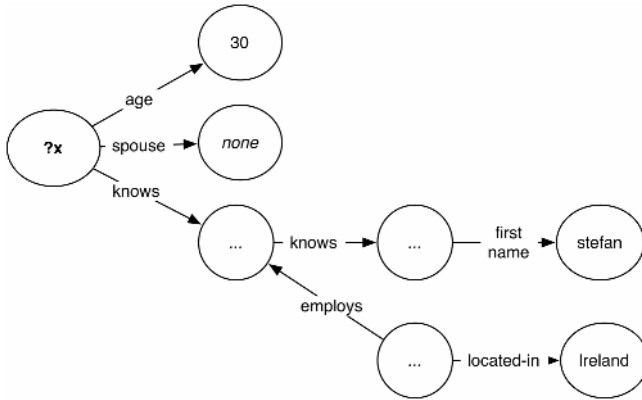 30
age
?x
spouse
none
knows
...
knows
...
first
name
stefan
employs
...
located-in
Ireland